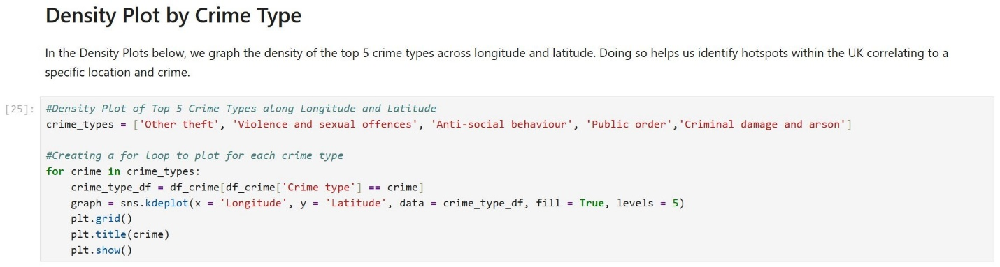 Density Plot by Crime Type
In the Density Plots below, we graph the density of the top 5 crime types across longitude and latitude. Doing so helps us identify hotspots within the UK correlating to a
specific location and crime.
[25]: #Density Plot of Top 5 Crime Types along Longitude and Latitude
crime_types = ['Other theft', 'Violence and sexual offences', 'Anti-social behaviour', 'Public order','Criminal damage and arson']
#Creating a for loop to plot for each crime type
for crime in crime_types:
    crime_type_df = df_crime[df_crime['Crime type'] == crime]
    graph = sns.kdeplot(x = 'Longitude', y = 'Latitude', data = crime_type_df, fill = True, levels = 5)
    plt.grid()
    plt.title(crime)
    plt.show()